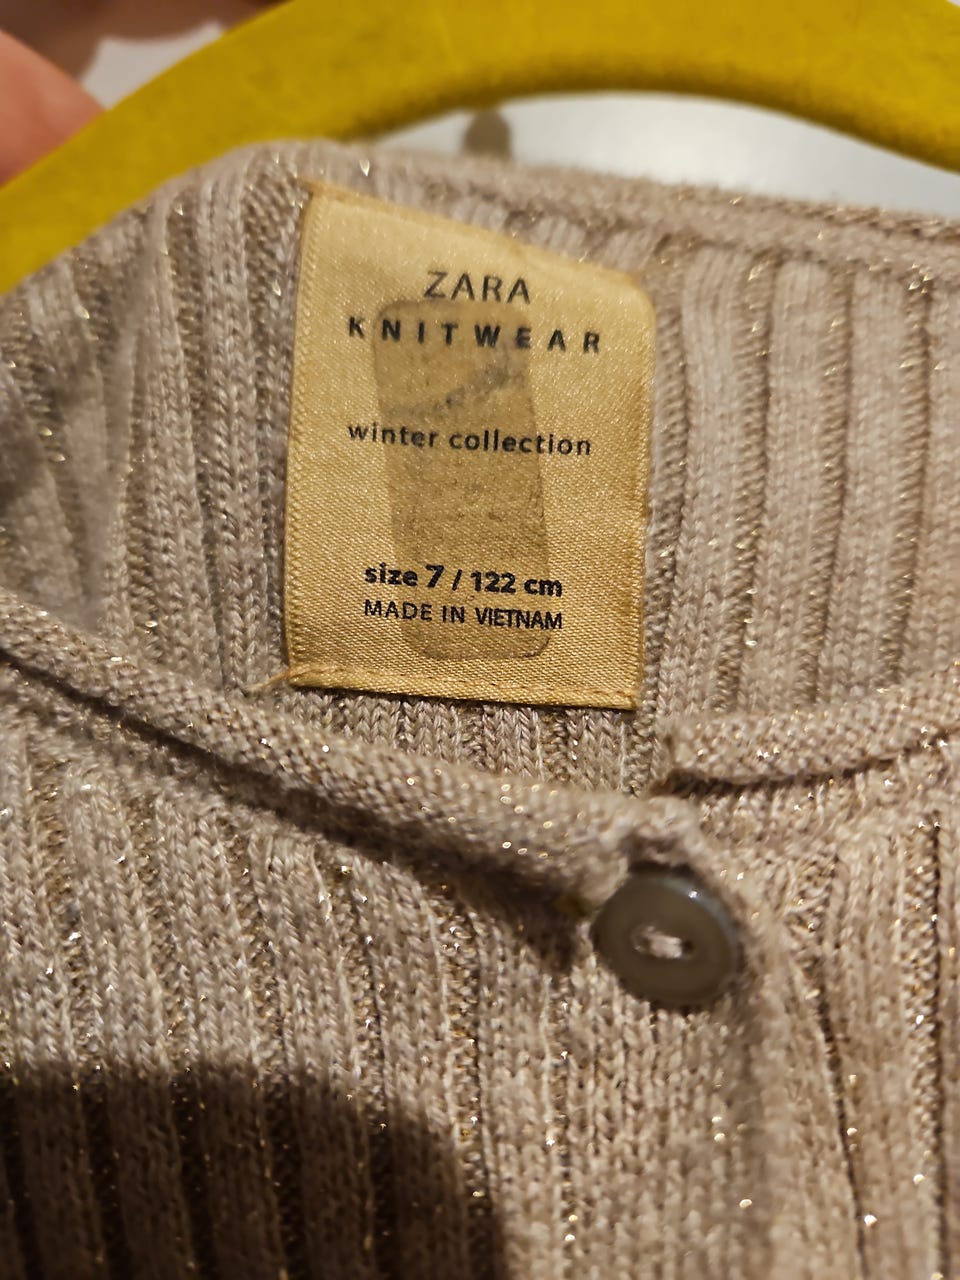 ZARA
KNITWEAR
winter collection
size 7 / 122 cm
MADE IN VIETNAM